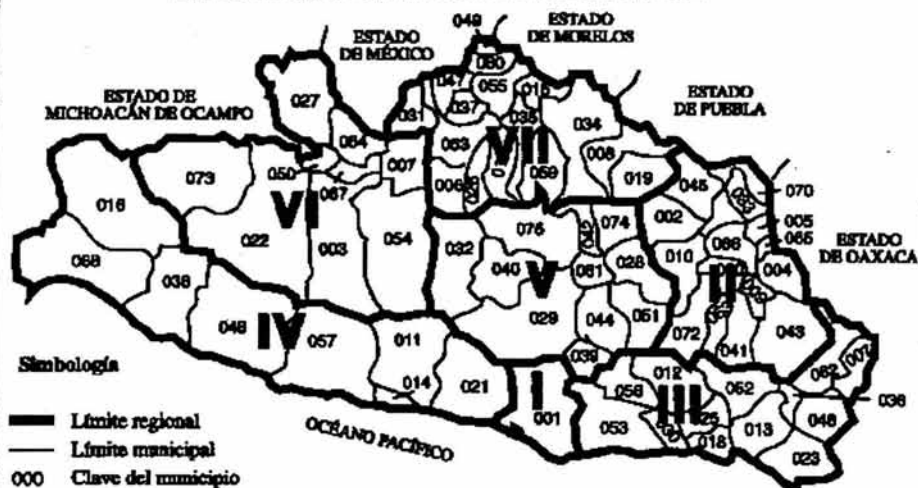 049
ESTADO
DE MORELOS
ESTADO
DE MÉXICO
060
047
055
015
ESTADO
DE PUEBLA
027
037
035
031
034
ESTADO DE
MICHOACÁN DE OCAMPO
064
063
VII
008
007
059
019
045
070
073
050
067
006
002
005
065
016
VI
076
074
ESTADO
DE OAXACA
022
003
054
032
010
066
004
068
040
V
061
028
II
038
048
IV
029
044
051
072
043
057
011
041
Simbología
039
062
014
021
I
012
036
056
III
052
001
053
013
046
018
023
Límite regional
OCÉANO PACÍFICO
Límite municipal
000 Clave del municipio